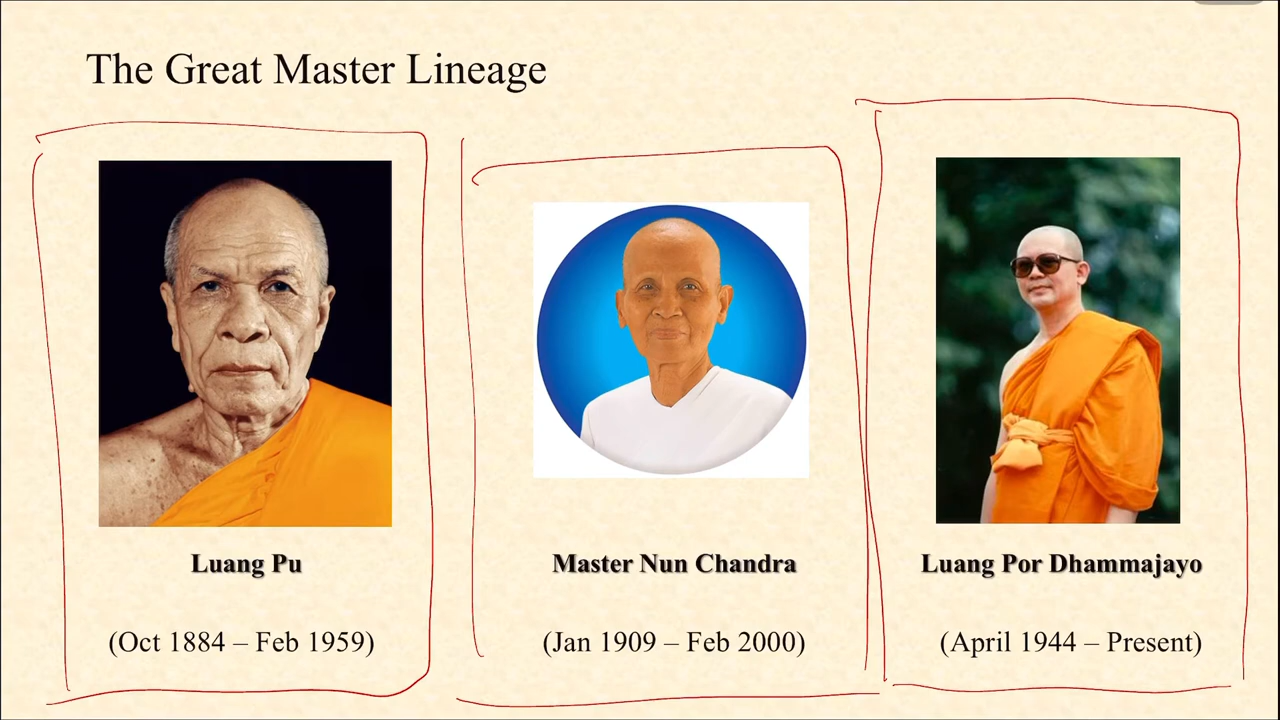 The Great Master Lineage
Luang Pu
(Oct 1884 – Feb 1959)
Master Nun Chandra
(Jan 1909 – Feb 2000)
Luang Por Dhammajayo
(April 1944 – Present)